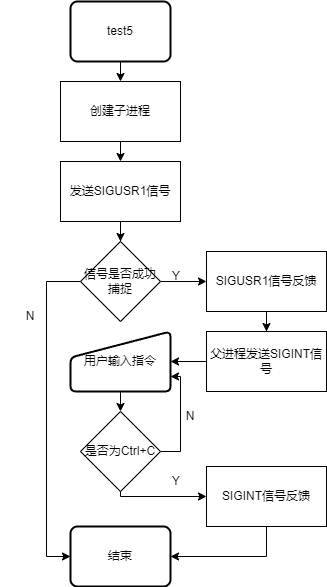 test5
创建子进程
发送SIGUSR1信号
信号是否成功
捕捉
Y
SIGUSR1信号反馈
N
父进程发送SIGINT信
号
用户输入指令
N
是否为Ctrl+C
Y
SIGINT信号反馈
结束